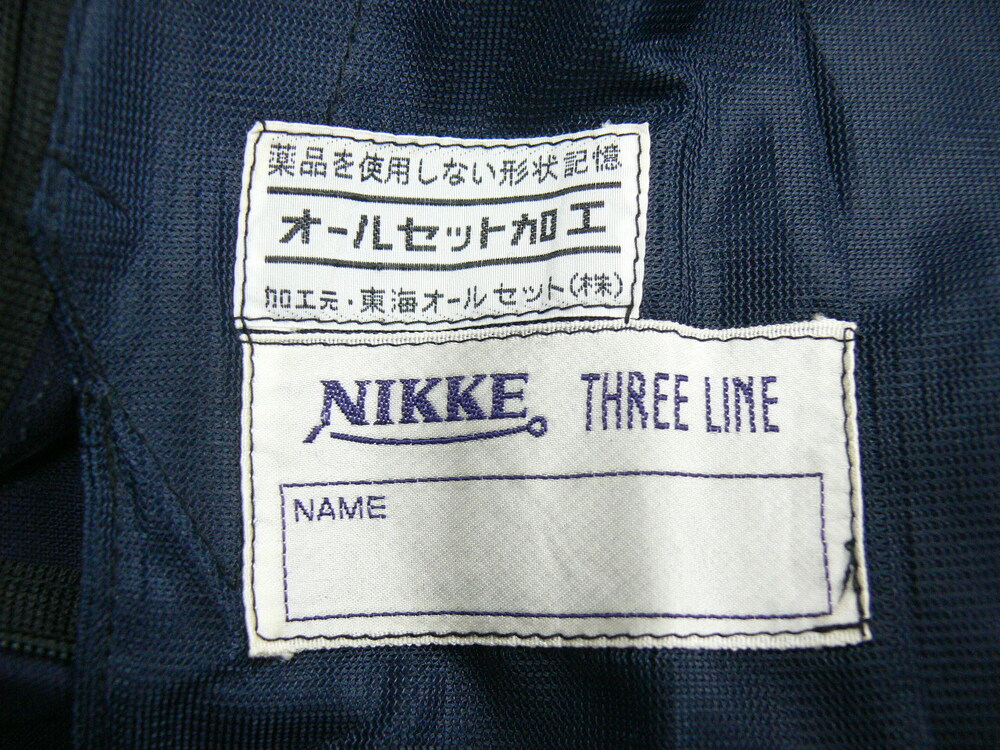 薬品を使用しない形状記憶
オールセット加工
加工元・東海オールセット(株)
NIKKE THREE LINE
NAME